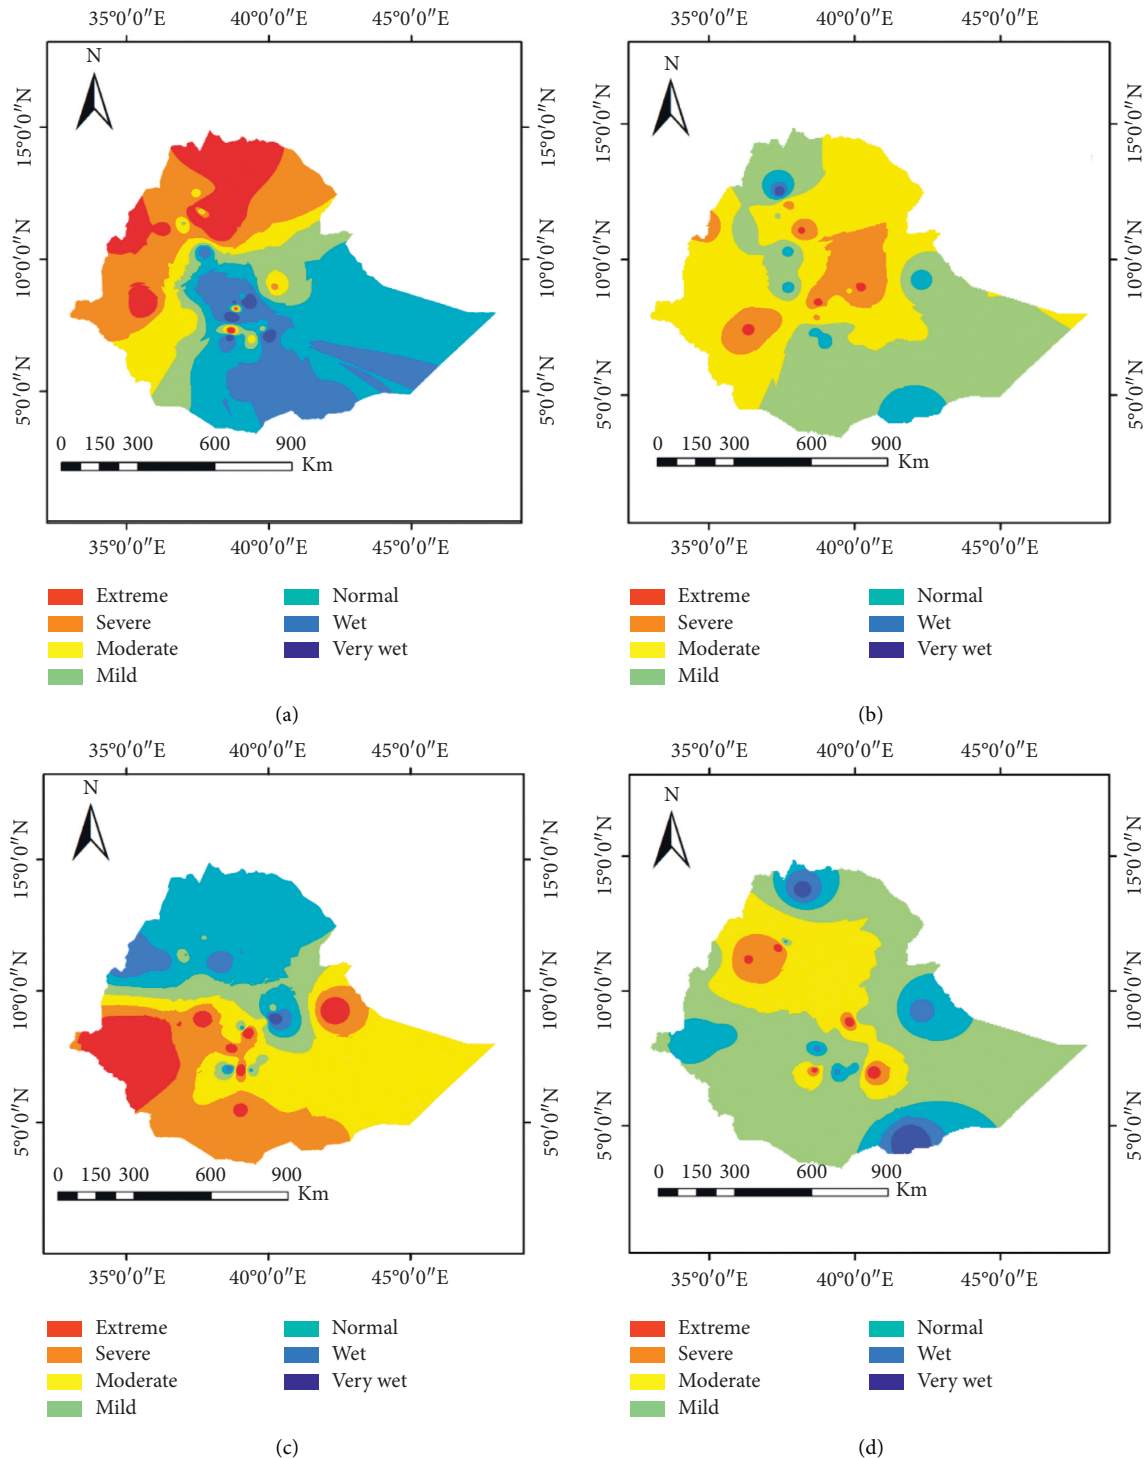 35°0′0″E 40°0′0″E 45°0′0″E 35°0′0″E 40°0′0″E 45°0′0″E
N N
15°0′0″N 15°0′0″N 15°0′0″N 15°0′0″N
10°0′0″N 10°0′0″N 10°0′0″N 10°0′0″N
5°0′0″N 5°0′0″N 5°0′0″N 5°0′0″N
0 150 300 600 900 0 150 300 600 900
Km Km
35°0′0″E 40°0′0″E 45°0′0″E 35°0′0″E 40°0′0″E 45°0′0″E
Extreme Normal Extreme Normal
Severe Wet Severe Wet
Moderate Very wet Moderate Very wet
Mild Mild
(a) (b)
35°0′0″E 40°0′0″E 45°0′0″E 35°0′0″E 40°0′0″E 45°0′0″E
N N
15°0′0″N 15°0′0″N 15°0′0″N 15°0′0″N
10°0′0″N 10°0′0″N 10°0′0″N 10°0′0″N
5°0′0″N 5°0′0″N 5°0′0″N 5°0′0″N
0 150 300 600 900 0 150 300 600 900
Km Km
35°0′0″E 40°0′0″E 45°0′0″E 35°0′0″E 40°0′0″E 45°0′0″E
Extreme Normal Extreme Normal
Severe Wet Severe Wet
Moderate Very wet Moderate Very wet
Mild Mild
(c) (d)